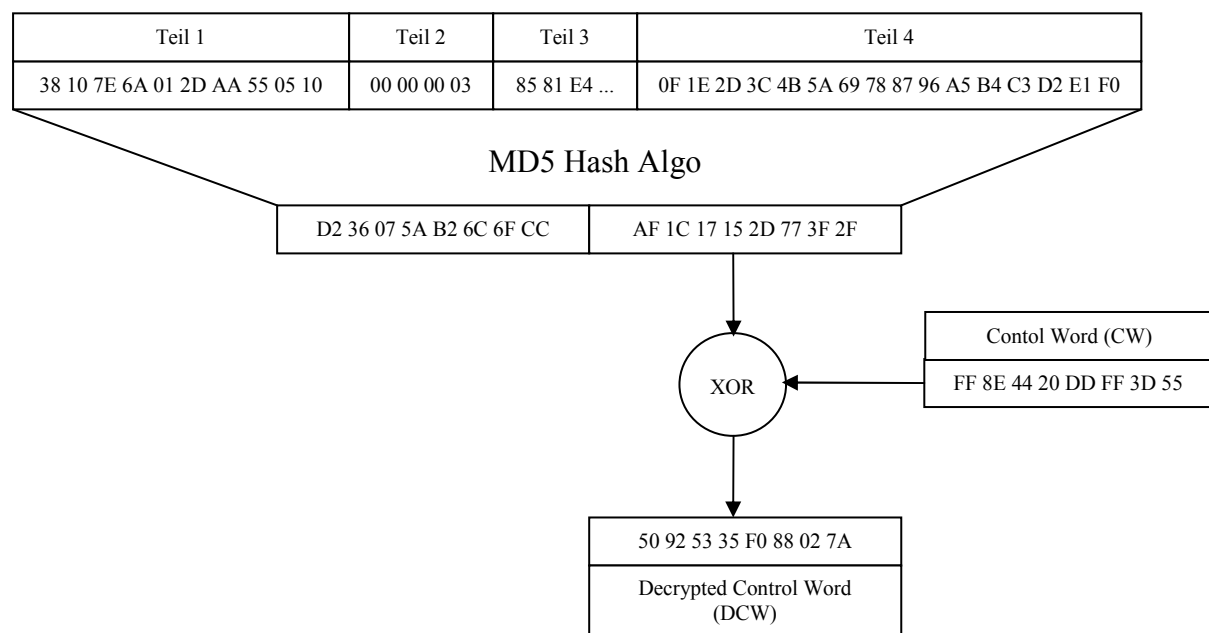 Teil 1
Teil 2
Teil 3
Teil 4
38 10 7E 6A 01 2D AA 55 05 10
00 00 00 03
85 81 E4 ...
0F 1E 2D 3C 4B 5A 69 78 87 96 A5 B4 C3 D2 E1 F0
MD5 Hash Algo
D2 36 07 5A B2 6C 6F CC
AF 1C 17 15 2D 77 3F 2F
Contol Word (CW)
XOR
FF 8E 44 20 DD FF 3D 55
50 92 53 35 F0 88 02 7A
Decrypted Control Word
(DCW)